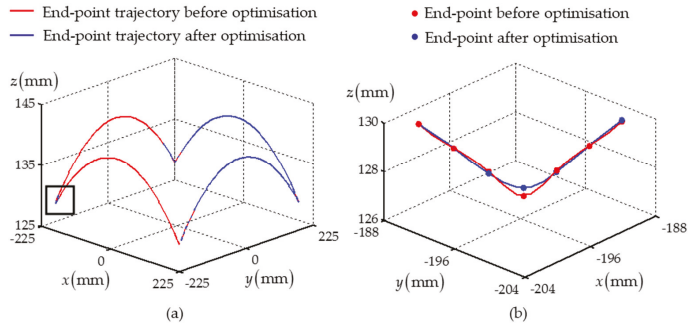 End-point trajectory before optimisation
End-point trajectory after optimisation
End-point before optimisation
End-point after optimisation
z(mm)
145
135
125
-225
0
x(mm)
225
-225
0
y(mm)
225
(a)
z(mm)
130
128
126
-188
-196
y(mm)
-204
-204
-196
x(mm)
-188
(b)